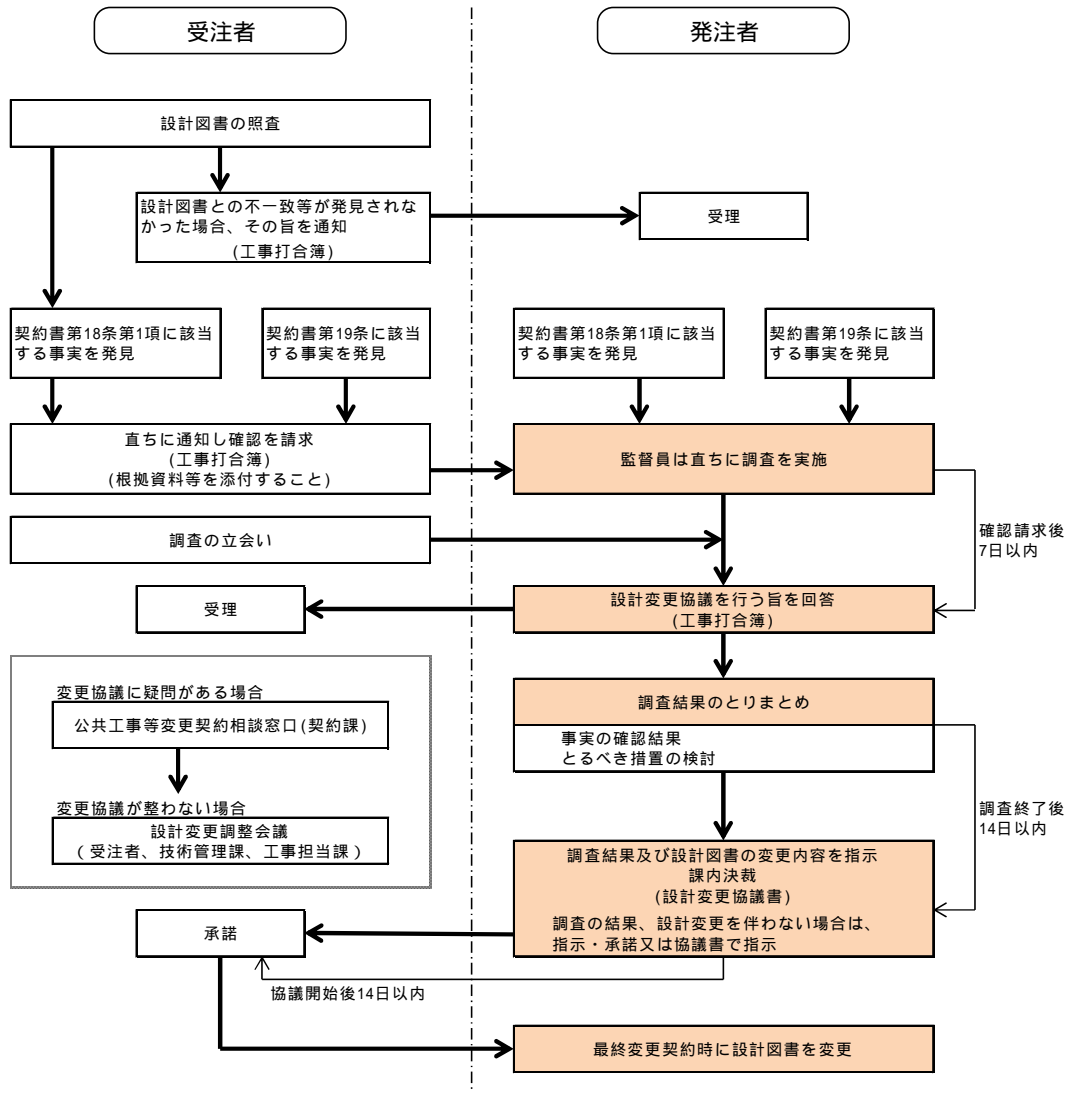 受注者
発注者
設計図書の照査
設計図書との不一致等が発見されな
かった場合、その旨を通知
(工事打合簿)
受理
契約書第18条第1項に該当
する事実を発見
契約書第19条に該当
する事実を発見
契約書第18条第1項に該当
する事実を発見
契約書第19条に該当
する事実を発見
直ちに通知し確認を請求
(工事打合簿)
(根拠資料等を添付すること)
監督員は直ちに調査を実施
調査の立会い
確認請求後
7日以内
受理
設計変更協議を行う旨を回答
(工事打合簿)
変更協議に疑問がある場合
公共工事等変更契約相談窓口(契約課)
変更協議が整わない場合
設計変更調整会議
(受注者、技術管理課、工事担当課)
調査結果のとりまとめ
事実の確認結果
とるべき措置の検討
調査終了後
14日以内
調査結果及び設計図書の変更内容を指示
課内決裁
(設計変更協議書)
調査の結果、設計変更を伴わない場合は、
指示・承諾又は協議書で指示
承諾
協議開始後14日以内
最終変更契約時に設計図書を変更